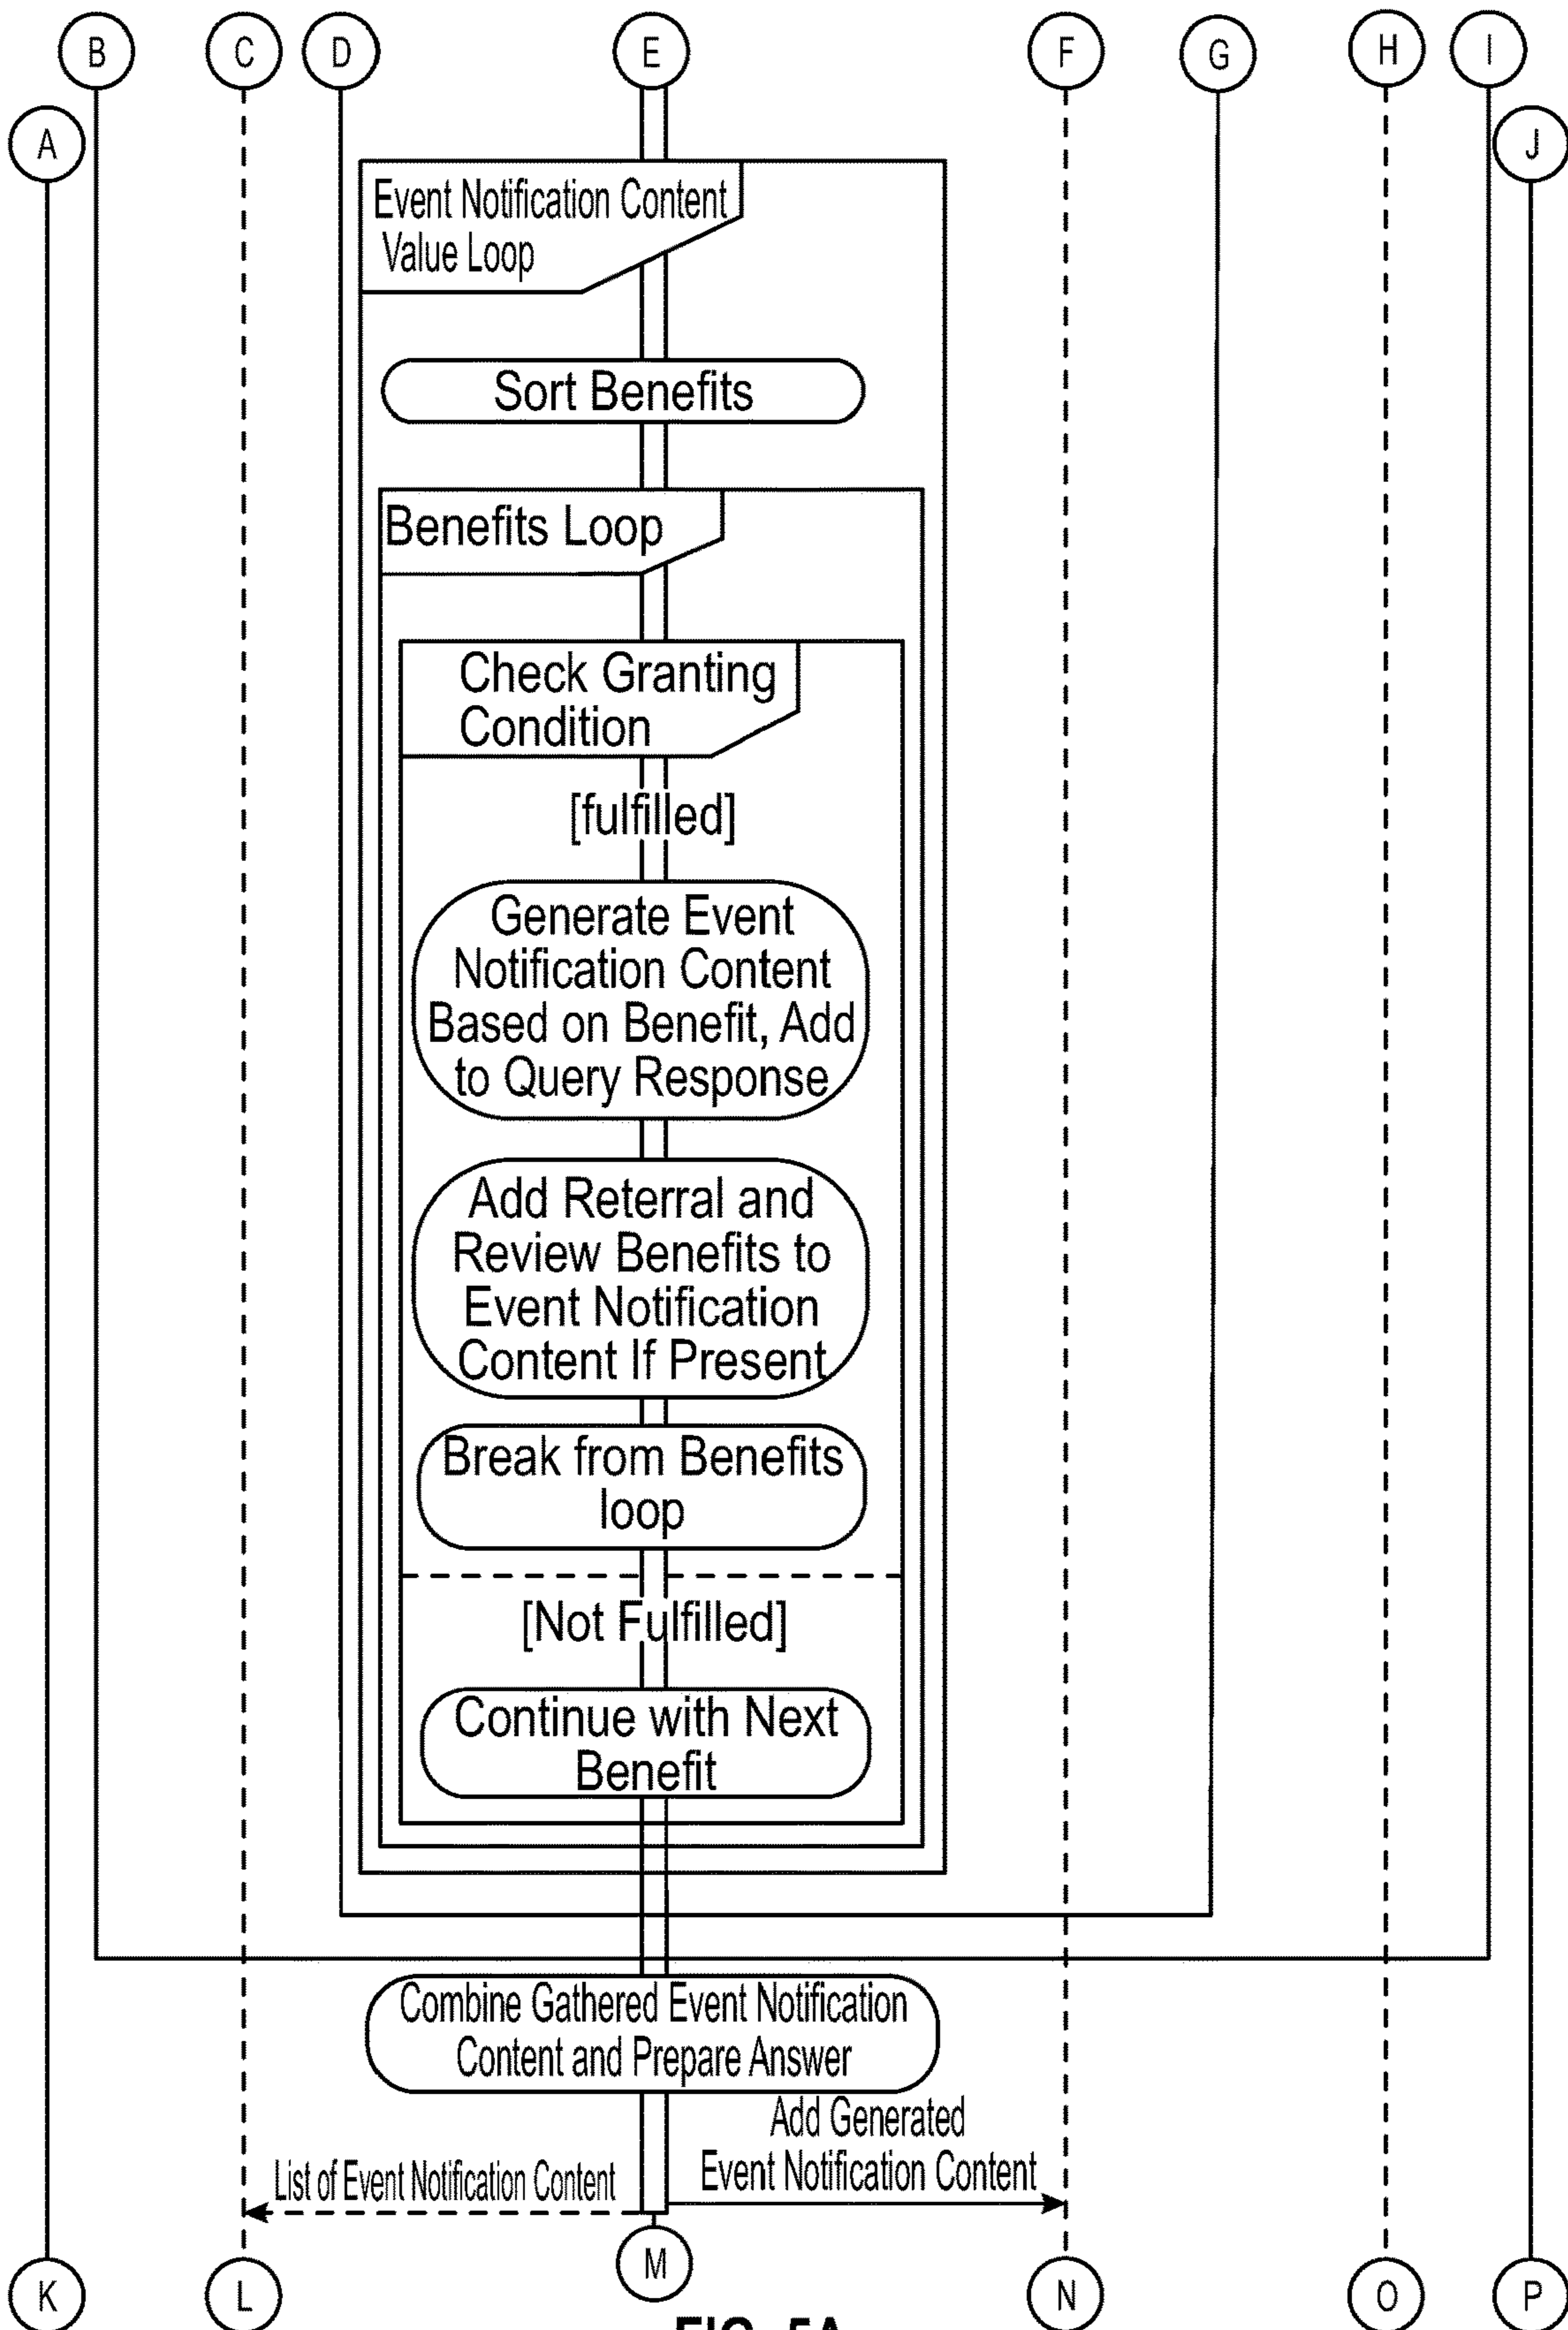 B
C
D
E
F
G
H
I
A
J
Event Notification Content
Value Loop
Sort Benefits
Benefits Loop
Check Granting
Condition
[fulfilled]
Generate Event
Notification Content
Based on Benefit, Add
to Query Response
Add Reterral and
Review Benefits to
Event Notification
Content If Present
Break from Benefits
loop
[Not Fulfilled]
Continue with Next
Benefit
Combine Gathered Event Notification
Content and Prepare Answer
Add Generated
Event Notification Content
List of Event Notification Content
M
K
L
N
O
P
FIG. 5A